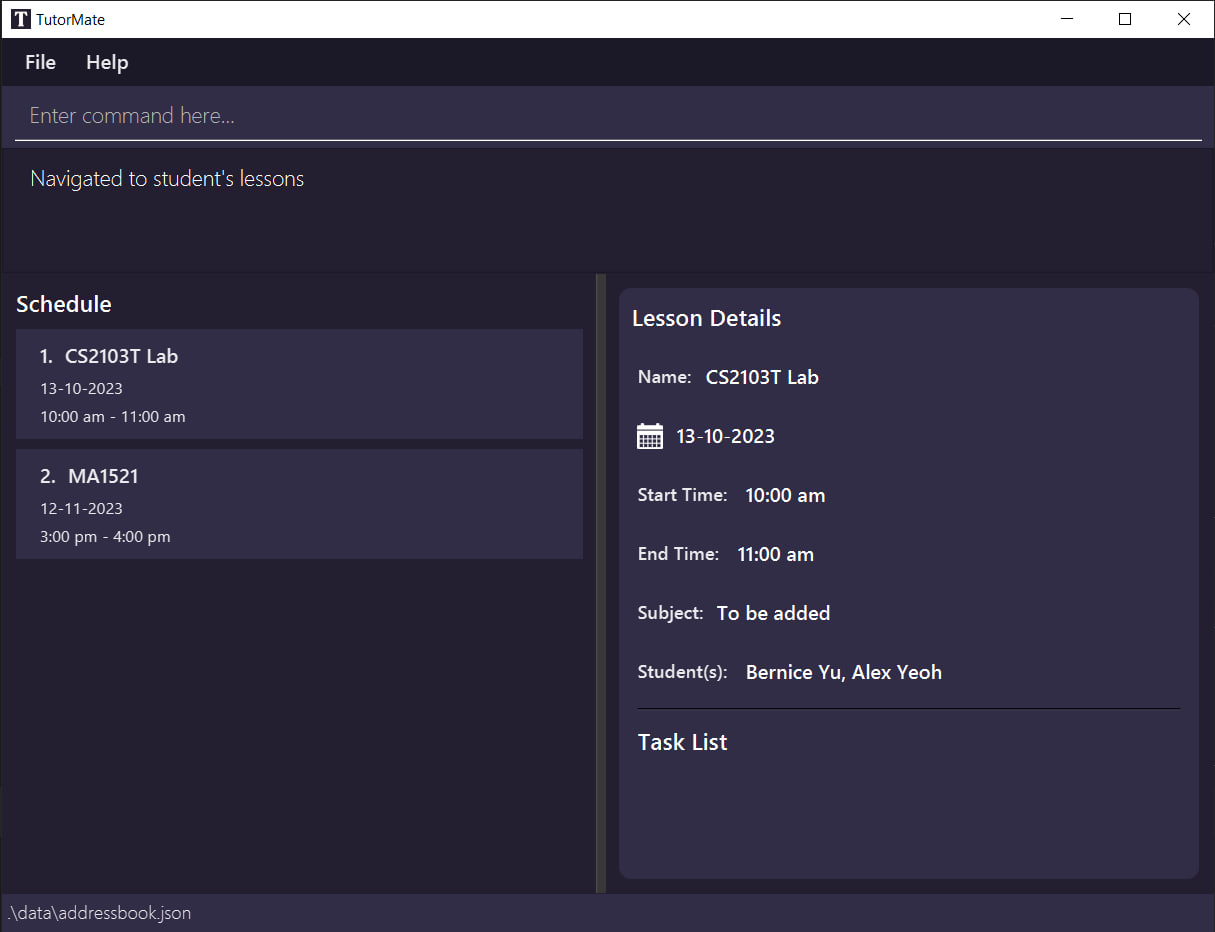 TutorMate
File Help
Enter command here...
Navigated to student's lessons
Schedule
1. CS2103T Lab
13-10-2023
10:00 am - 11:00 am
2. MA1521
12-11-2023
3:00 pm - 4:00 pm
Lesson Details
Name: CS2103T Lab
13-10-2023
Start Time: 10:00 am
End Time: 11:00 am
Subject: To be added
Student(s): Bernice Yu, Alex Yeoh
Task List
.\data\addressbook.json